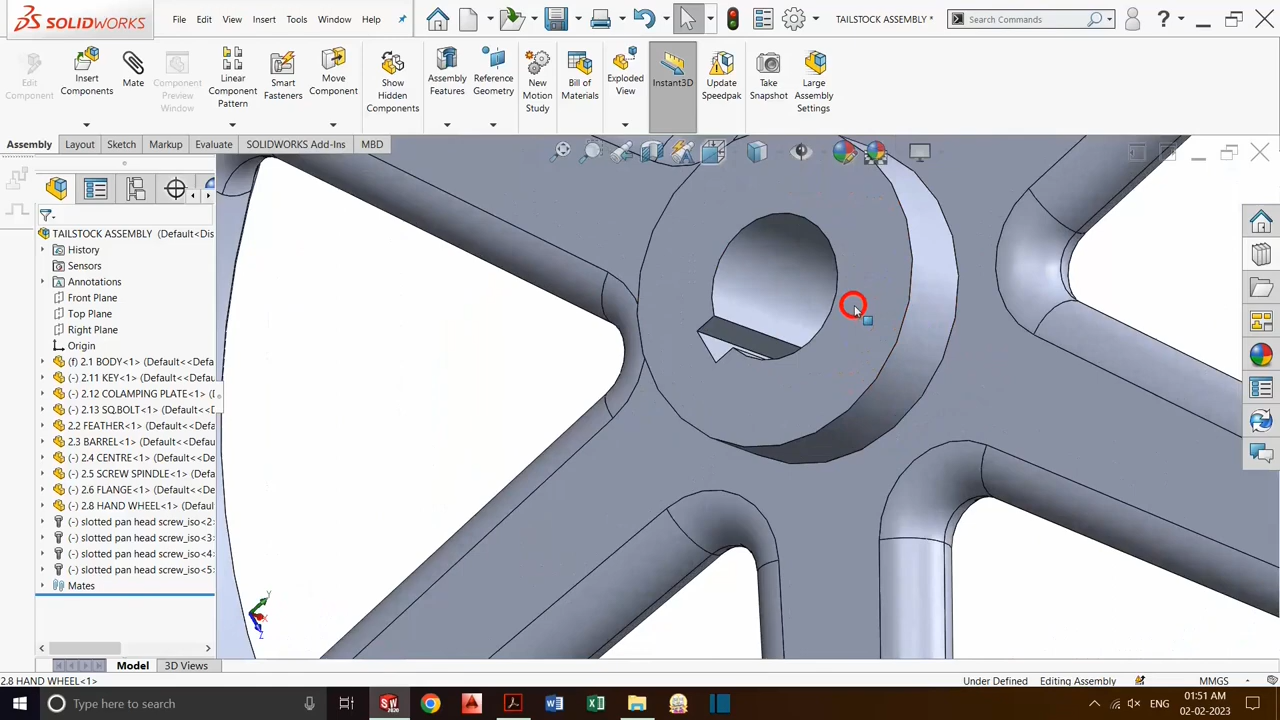 SOLIDWORKS
File Edit View Insert Tools Window Help
TAILSTOCK ASSEMBLY *
Search Commands
Edit Component
Insert Components
Mate
Component Preview Window
Linear Component Pattern
Smart Fasteners
Move Component
Show Hidden Components
Assembly Features
Reference Geometry
New Motion Study
Bill of Materials
Exploded View
Instant3D
Update Speedpak
Take Snapshot
Large Assembly Settings
Assembly Layout Sketch Markup Evaluate SOLIDWORKS Add-Ins MBD
TAILSTOCK ASSEMBLY (Default<Dis
History
Sensors
Annotations
Front Plane
Top Plane
Right Plane
Origin
(f) 2.1 BODY<1> (Default<<Defa
(-) 2.11 KEY<1> (Default<<Defau
(-) 2.12 COLAMPING PLATE<1> (D
(-) 2.13 SQ.BOLT<1> (Default<<D
2.2 FEATHER<1> (Default<<Defau
2.3 BARREL<1> (Default<<Default
(-) 2.4 CENTRE<1> (Default<<Def
(-) 2.5 SCREW SPINDLE<1> (Defau
(-) 2.6 FLANGE<1> (Default<<Def
(-) 2.8 HAND WHEEL<1> (Default
(-) slotted pan head screw_iso<2>
(-) slotted pan head screw_iso<3>
(-) slotted pan head screw_iso<4>
(-) slotted pan head screw_iso<5>
Mates
Y
X
Z
Model 3D Views
2.8 HAND WHEEL<1>
Under Defined Editing Assembly MMGS
Type here to search
ENG
01:51 AM
02-02-2023